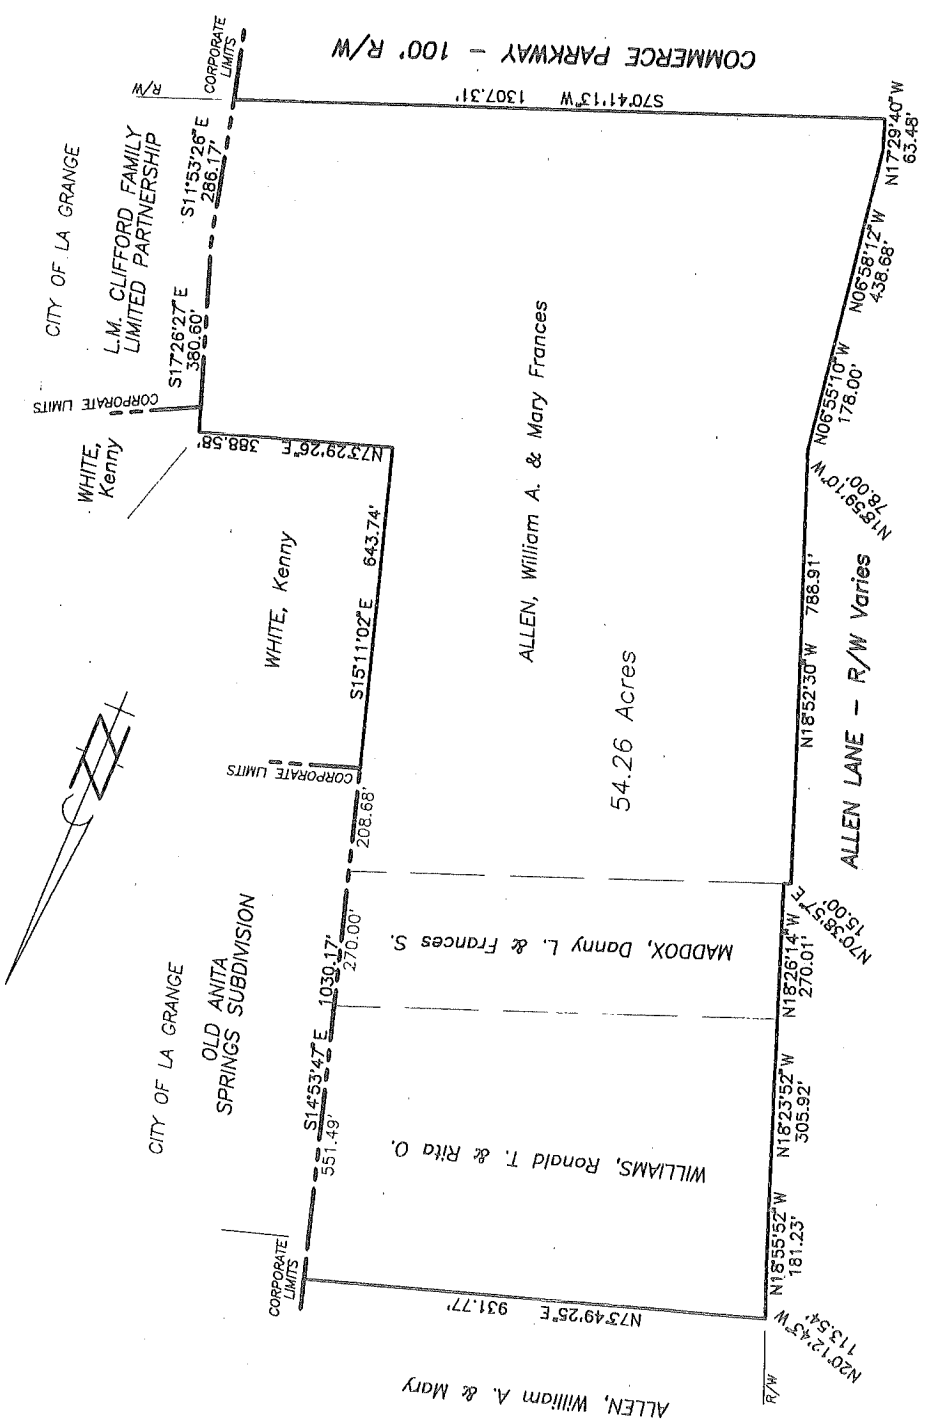 COMMERCE PARKWAY – 100' R/W
S70°41'13"W 1307.31'
CORPORATE
LIMITS
R/W
CITY OF LA GRANGE
L.M. CLIFFORD FAMILY
LIMITED PARTNERSHIP
S11°53'26"E
286.17'
S17°26'27"E
380.60'
CORPORATE LIMITS
WHITE,
Kenny
N73°29'26"E 388.58'
N17°29'40"W
63.48'
N06°58'12"W
438.68'
N06°55'10"W
178.00'
N18°59'10"W
78.00'
ALLEN, William A. & Mary Frances
WHITE, Kenny
S15°11'02"E 643.74'
54.26 Acres
N18°52'30"W 786.91'
ALLEN LANE – R/W Varies
CORPORATE LIMITS
208.68'
N70°38'57"E
15.00'
CITY OF LA GRANGE
OLD ANITA
SPRINGS SUBDIVISION
S14°53'47"E 1030.17'
270.00'
551.49'
MADDOX, Danny L. & Frances S.
N18°26'14"W
270.01'
N18°23'52"W
305.92'
WILLIAMS, Ronald T. & Rita O.
N18°55'52"W
181.23'
CORPORATE
LIMITS
N73°49'25"E 931.77'
N20°12'43"W
113.54'
R/W
ALLEN, William A. & Mary